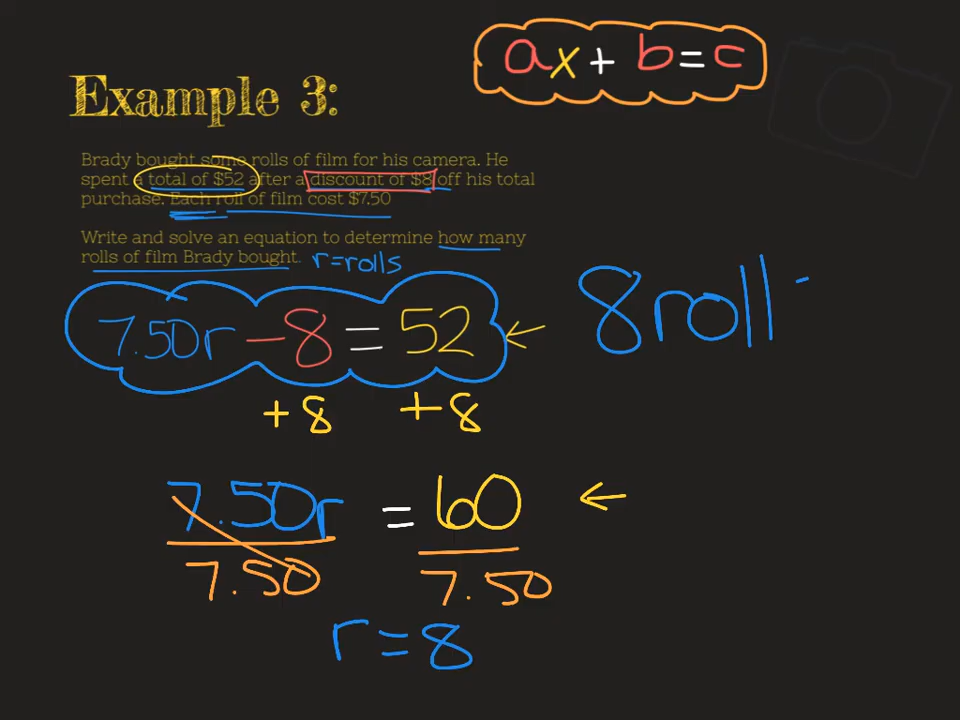 ax + b = c
Example 3:
Brady bought some rolls of film for his camera. He
spent a total of $52 after a discount of $8 off his total
purchase. Each roll of film cost $7.50
Write and solve an equation to determine how many
rolls of film Brady bought. r=rolls
7.50r - 8 = 52 ←
8 roll
+8 +8
7.50r = 60 ←
7.50 7.50
r = 8